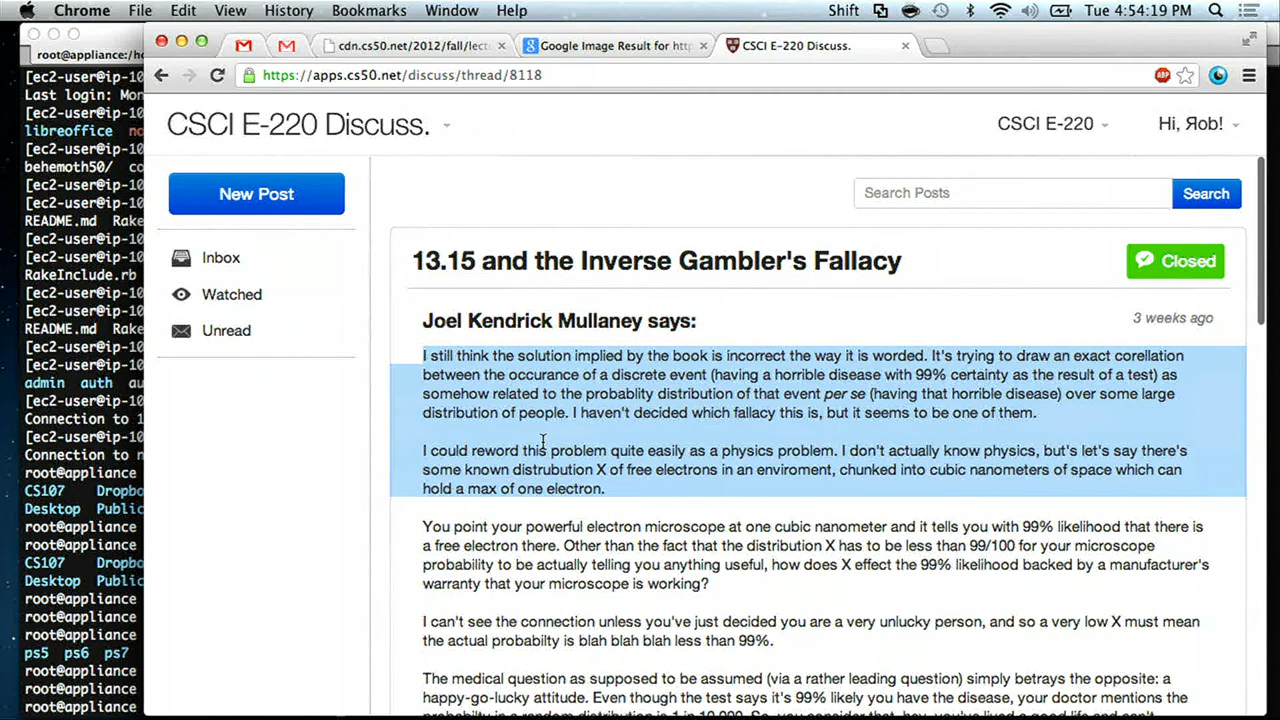 Chrome File Edit View History Bookmarks Window Help Shift Tue 4:54:19 PM
root@appliance:/h
cdn.cs50.net/2012/fall/lect
Google Image Result for http
CSCI E-220 Discuss.
https://apps.cs50.net/discuss/thread/8118
ABP
[ec2-user@ip-10
Last login: Mon
[ec2-user@ip-10
libreoffice no
[ec2-user@ip-10
behemoth50/ co
[ec2-user@ip-10
[ec2-user@ip-10
README.md Rake
[ec2-user@ip-10
[ec2-user@ip-10
RakeInclude.rb
[ec2-user@ip-10
[ec2-user@ip-10
README.md Rake
[ec2-user@ip-10
[ec2-user@ip-10
admin auth au
[ec2-user@ip-10
Connection to 1
[ec2-user@ip-10
Connection to n
root@appliance
CS107 Dropbo
Desktop Public
root@appliance
root@appliance
CS107 Dropbo
Desktop Public
root@appliance
root@appliance
root@appliance
ps5 ps6 ps7
root@appliance
root@appliance
root@appliance
CSCI E-220 Discuss.
CSCI E-220
Hi, Яob!
New Post
Inbox
Watched
Unread
Search Posts
Search
13.15 and the Inverse Gambler's Fallacy
Closed
Joel Kendrick Mullaney says:
3 weeks ago
I still think the solution implied by the book is incorrect the way it is worded. It's trying to draw an exact corellation
between the occurance of a discrete event (having a horrible disease with 99% certainty as the result of a test) as
somehow related to the probablity distribution of that event per se (having that horrible disease) over some large
distribution of people. I haven't decided which fallacy this is, but it seems to be one of them.
I could reword this problem quite easily as a physics problem. I don't actually know physics, but's let's say there's
some known distrubution X of free electrons in an enviroment, chunked into cubic nanometers of space which can
hold a max of one electron.
You point your powerful electron microscope at one cubic nanometer and it tells you with 99% likelihood that there is
a free electron there. Other than the fact that the distribution X has to be less than 99/100 for your microscope
probability to be actually telling you anything useful, how does X effect the 99% likelihood backed by a manufacturer's
warranty that your microscope is working?
I can't see the connection unless you've just decided you are a very unlucky person, and so a very low X must mean
the actual probabilty is blah blah blah less than 99%.
The medical question as supposed to be assumed (via a rather leading question) simply betrays the opposite: a
happy-go-lucky attitude. Even though the test says it's 99% likely you have the disease, your doctor mentions the